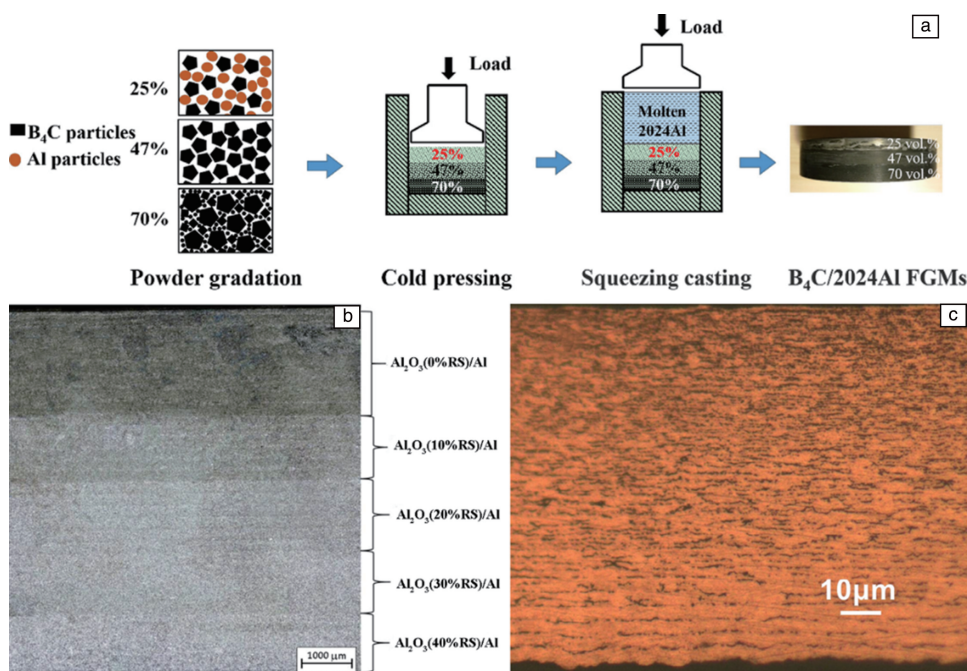 a
Load
Load
25%
B₄C particles
47%
Al particles
70%
25%
47%
70%
Molten
2024Al
25%
47%
70%
25 vol.%
47 vol.%
70 vol.%
Powder gradation
Cold pressing
Squeezing casting
B₄C/2024Al FGMs
b
Al₂O₃(0%RS)/Al
Al₂O₃(10%RS)/Al
Al₂O₃(20%RS)/Al
Al₂O₃(30%RS)/Al
Al₂O₃(40%RS)/Al
1000 μm
c
10μm